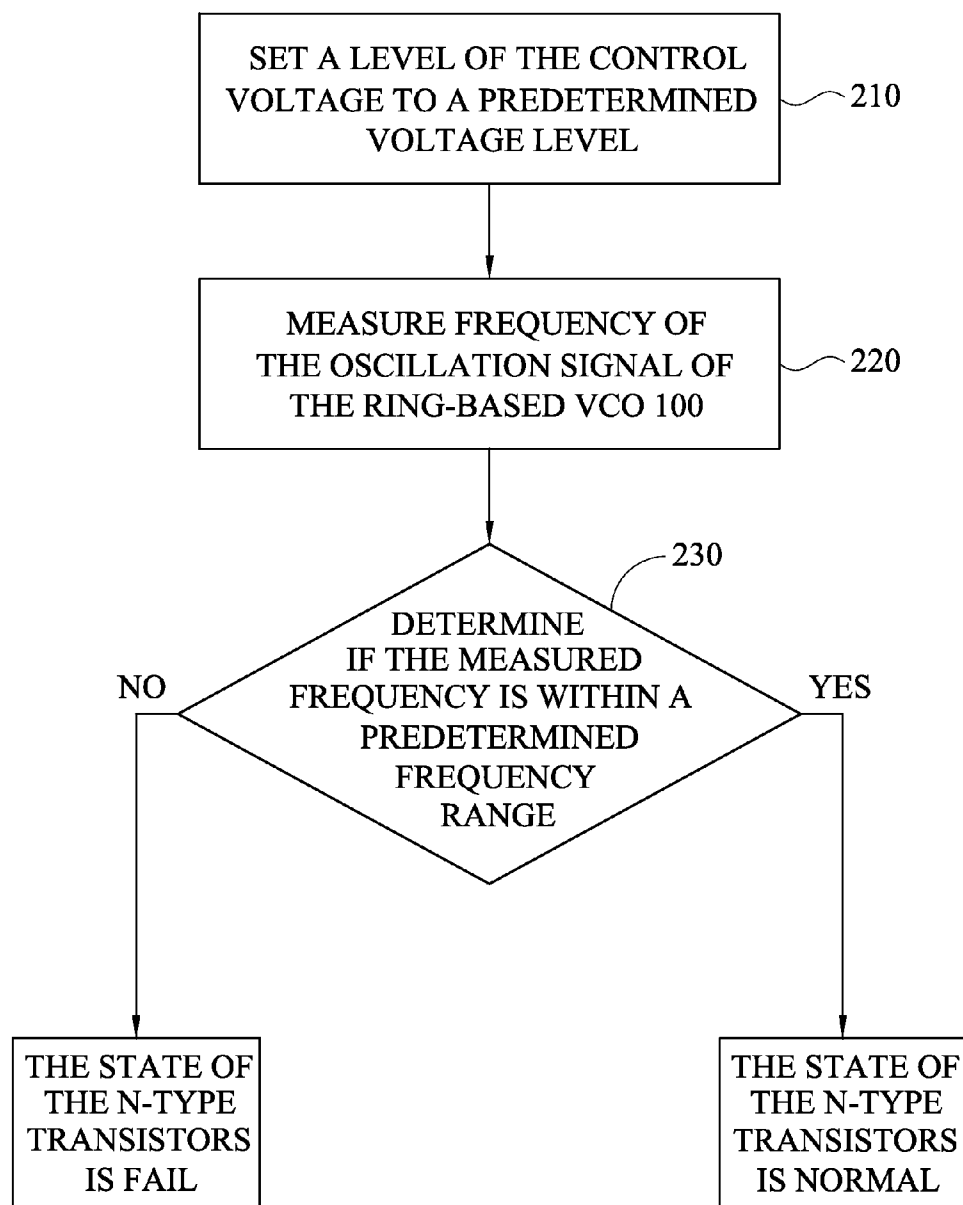 SET A LEVEL OF THE CONTROL
VOLTAGE TO A PREDETERMINED
VOLTAGE LEVEL
210
MEASURE FREQUENCY OF
THE OSCILLATION SIGNAL OF
THE RING-BASED VCO 100
220
230
DETERMINE
IF THE MEASURED
FREQUENCY IS WITHIN A
PREDETERMINED
FREQUENCY
RANGE
NO
YES
THE STATE OF
THE N-TYPE
TRANSISTORS
IS FAIL
THE STATE OF
THE N-TYPE
TRANSISTORS
IS NORMAL